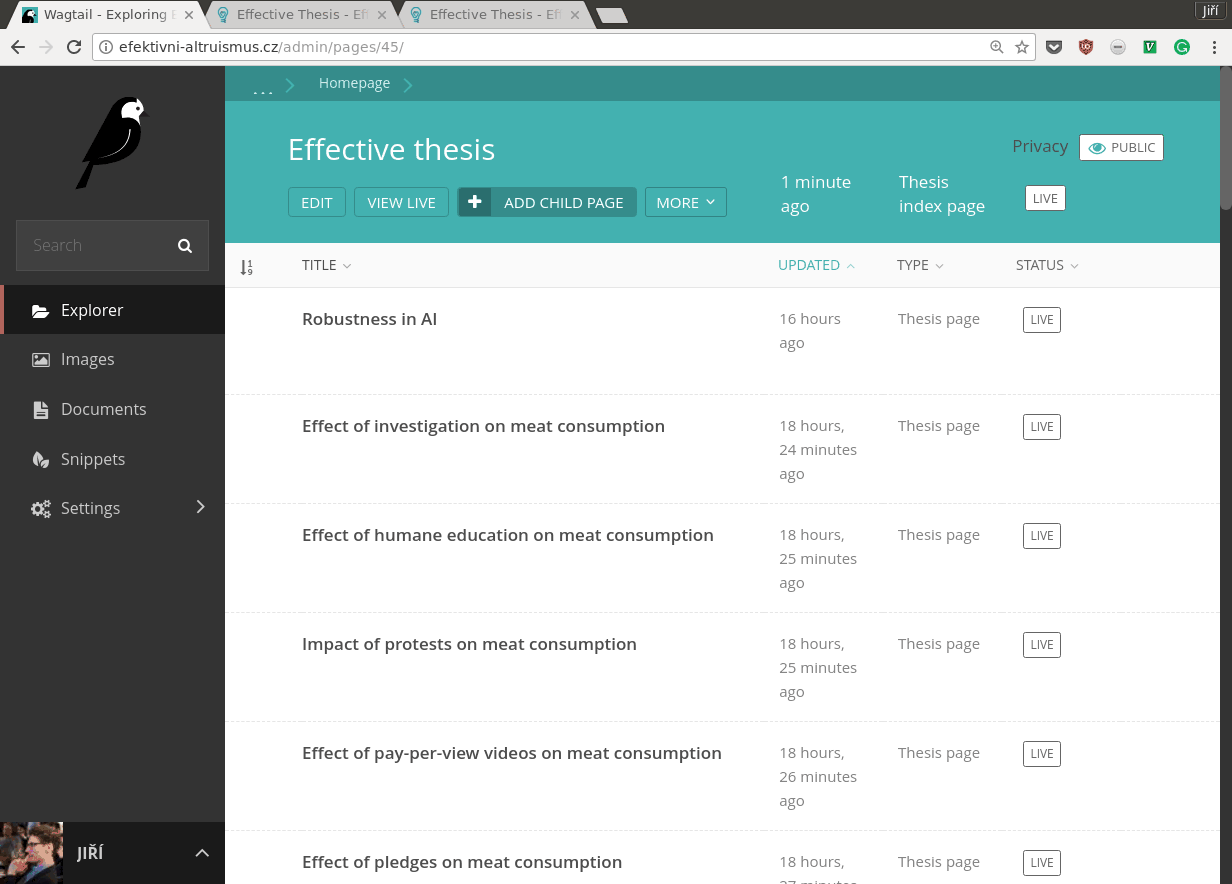 Wagtail - Exploring E
Effective Thesis - Ef
Effective Thesis - Ef
Jiří
efektivni-altruismus.cz/admin/pages/45/
... Homepage
Effective thesis
Privacy PUBLIC
EDIT VIEW LIVE ADD CHILD PAGE MORE
1 minute ago
Thesis index page
LIVE
Search
Explorer
Images
Documents
Snippets
Settings
JIŘÍ
TITLE UPDATED TYPE STATUS
Robustness in AI
16 hours ago
Thesis page
LIVE
Effect of investigation on meat consumption
18 hours, 24 minutes ago
Thesis page
LIVE
Effect of humane education on meat consumption
18 hours, 25 minutes ago
Thesis page
LIVE
Impact of protests on meat consumption
18 hours, 25 minutes ago
Thesis page
LIVE
Effect of pay-per-view videos on meat consumption
18 hours, 26 minutes ago
Thesis page
LIVE
Effect of pledges on meat consumption
18 hours,
Thesis page
LIVE